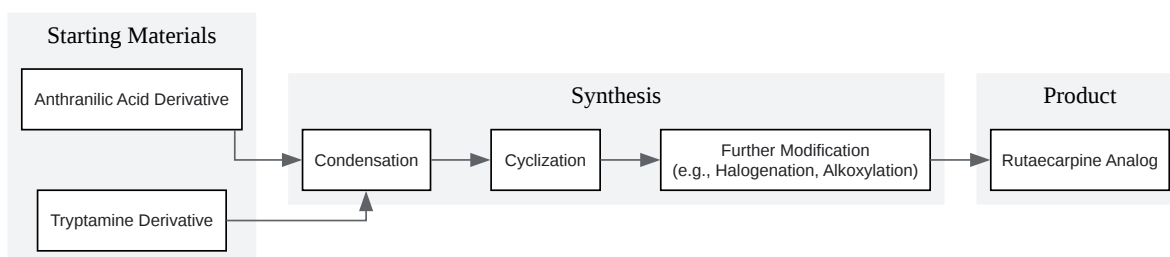 Starting Materials
Anthranilic Acid Derivative
Tryptamine Derivative
Synthesis
Condensation
Cyclization
Further Modification
(e.g., Halogenation, Alkoxylation)
Product
Rutaecarpine Analog